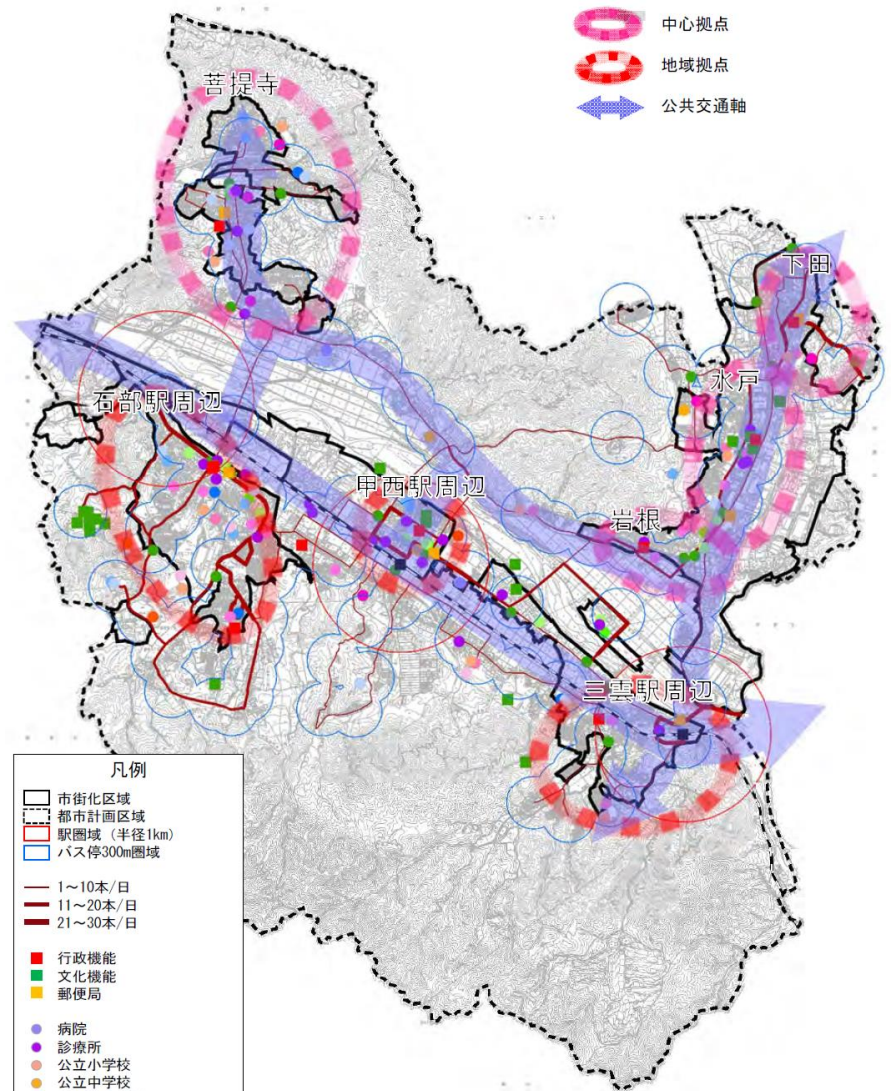 中心拠点
地域拠点
公共交通軸
菩提寺
下田
水戸
石部駅周辺
甲西駅周辺
岩根
三雲駅周辺
凡例
市街化区域
都市計画区域
駅圏域（半径1km）
バス停300m圏域
1～10本/日
11～20本/日
21～30本/日
行政機能
文化機能
郵便局
病院
診療所
公立小学校
公立中学校